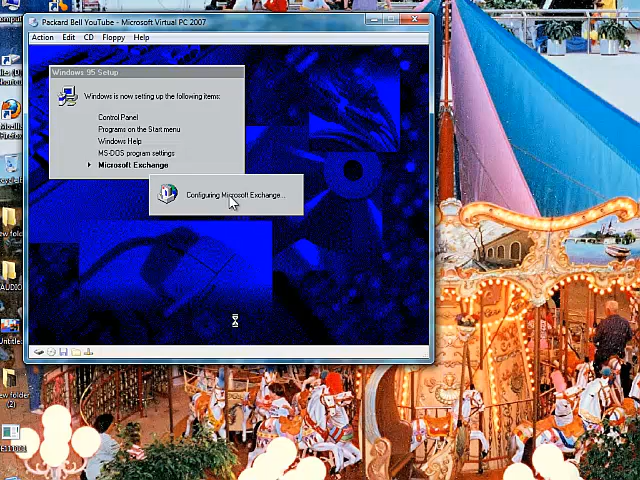 Packard Bell YouTube - Microsoft Virtual PC 2007
Action Edit CD Floppy Help
Windows 95 Setup
Windows is now setting up the following items:
Control Panel
Programs on the Start menu
Windows Help
MS-DOS program settings
Microsoft Exchange
Configuring Microsoft Exchange...